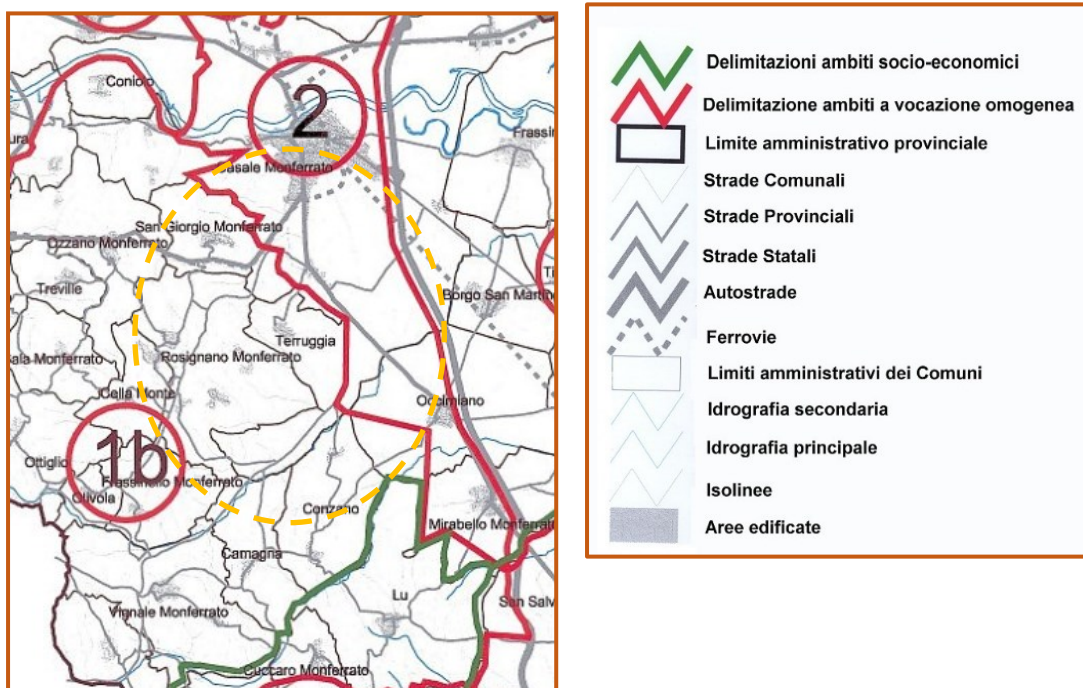 Coniolo
2
ura
Frassin
Casale Monferrato
San Giorgio Monferrato
Ozzano Monferrato
Treville
Borgo San Martin
Terruggia
Sala Monferrato
Rosignano Monferrato
Cella Monte
Occimiano
1b
Ottiglio
Frassinello Monferrato
Olivola
Conzano
Mirabello Monferrat
Camagna
Lu
San Salv
Vignale Monferrato
Cuccaro Monferrato
Delimitazioni ambiti socio-economici
Delimitazione ambiti a vocazione omogenea
Limite amministrativo provinciale
Strade Comunali
Strade Provinciali
Strade Statali
Autostrade
Ferrovie
Limiti amministrativi dei Comuni
Idrografia secondaria
Idrografia principale
Isolinee
Aree edificate